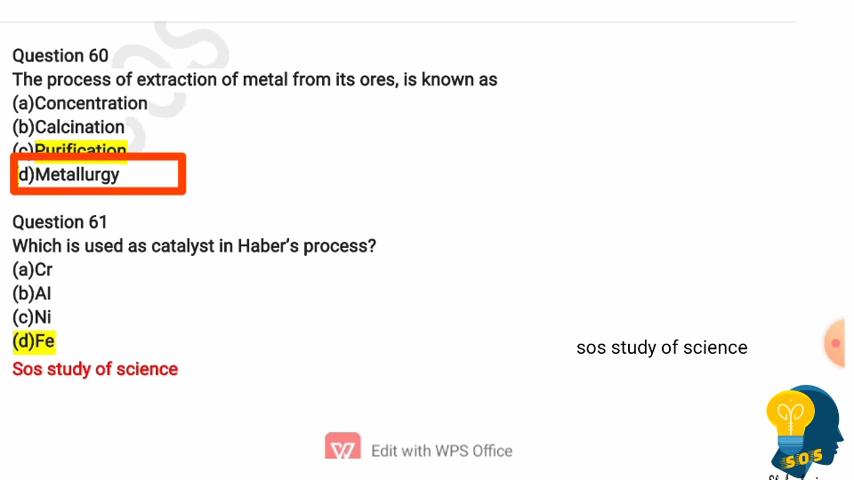 Question 60
The process of extraction of metal from its ores, is known as
(a)Concentration
(b)Calcination
(c)Purification
d)Metallurgy
Question 61
Which is used as catalyst in Haber's process?
(a)Cr
(b)Al
(c)Ni
(d)Fe
Sos study of science
sos study of science
SOS
Edit with WPS Office